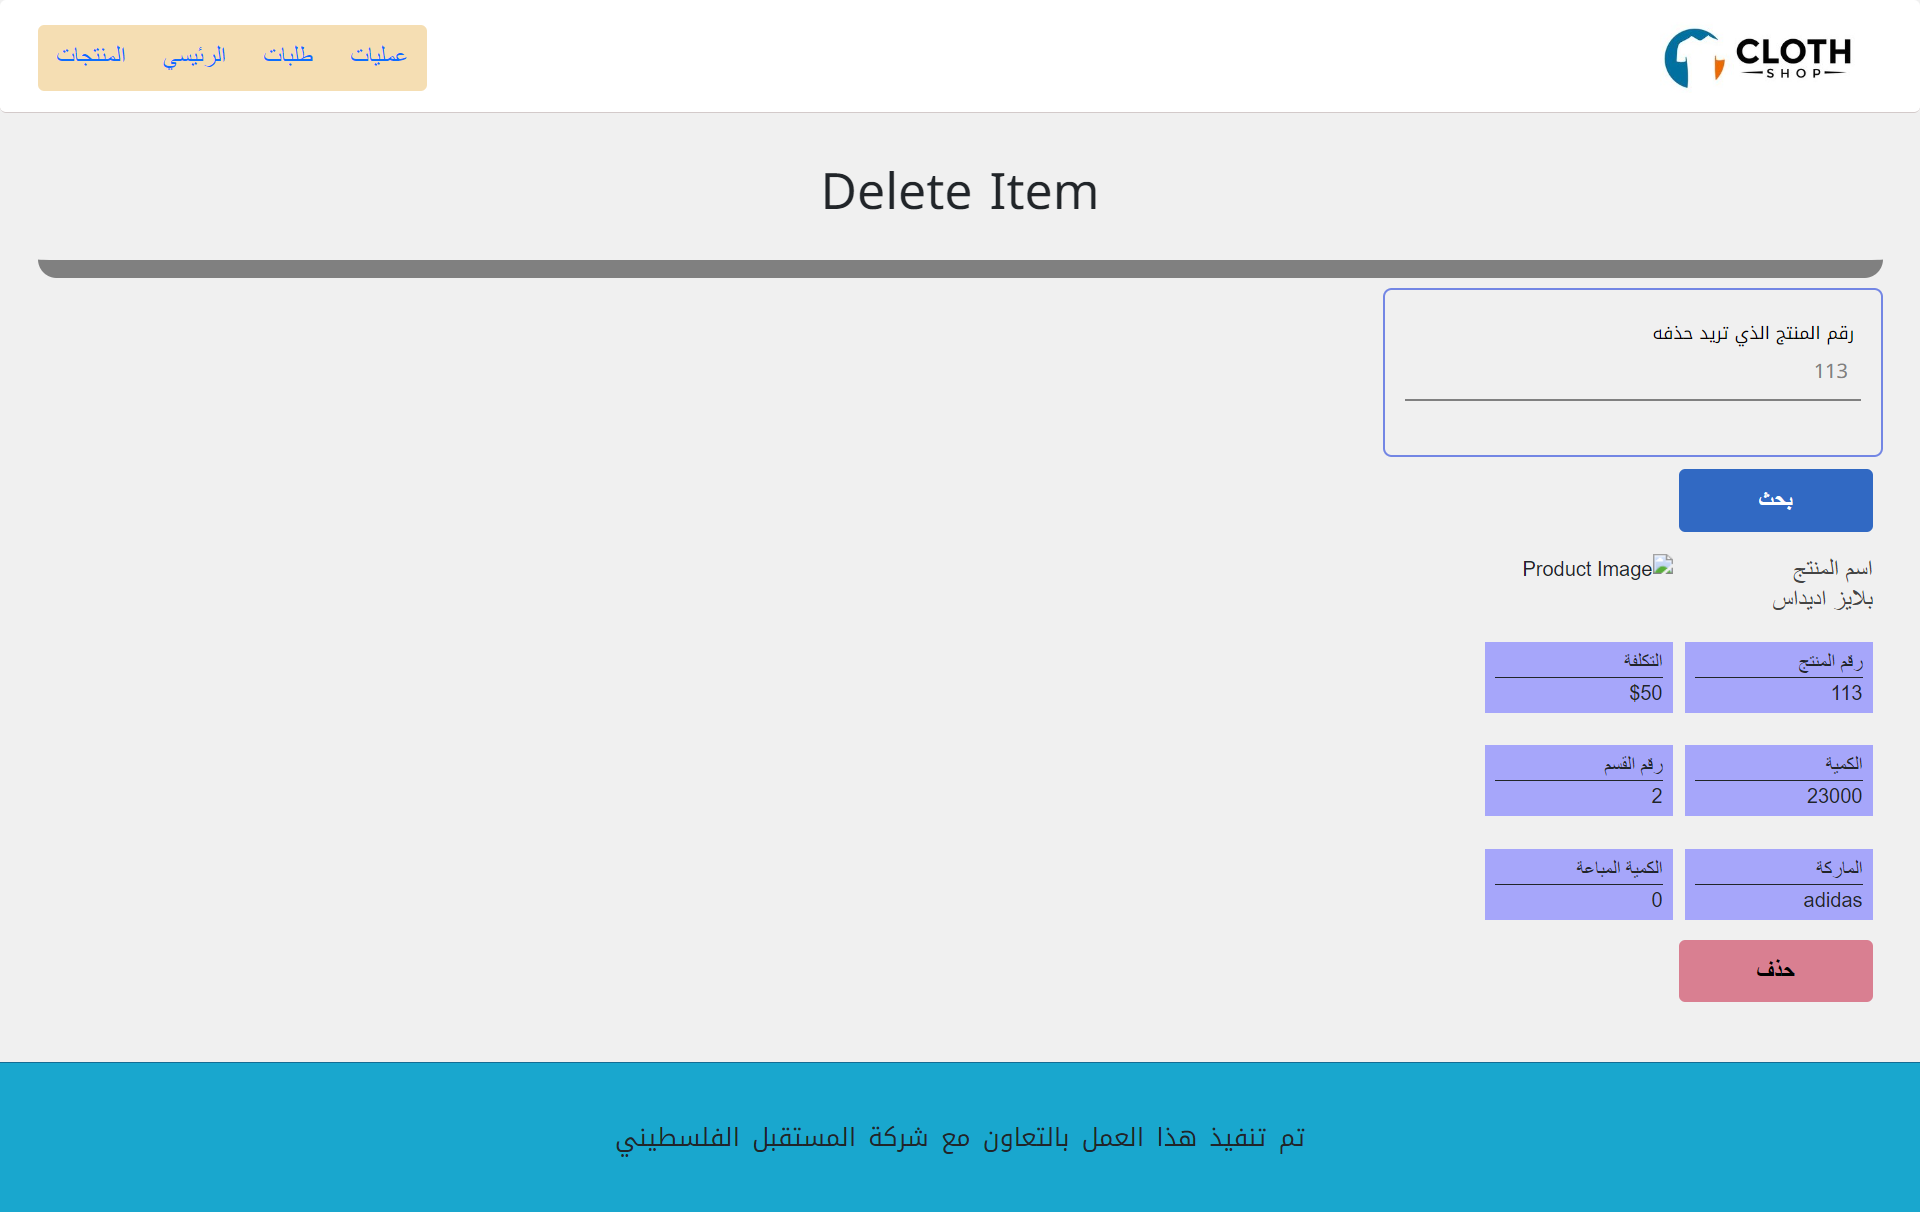 CLOTH
SHOP
عمليات
طلبات
الرئيسي
المنتجات
Delete Item
رقم المنتج الذي تريد حذفه
113
بحث
اسم المنتج
بلايز اديداس
Product Image
رقم المنتج
113
التكلفة
$50
الكمية
23000
رقم القسم
2
الماركة
adidas
الكمية المباعة
0
حذف
تم تنفيذ هذا العمل بالتعاون مع شركة المستقبل الفلسطيني